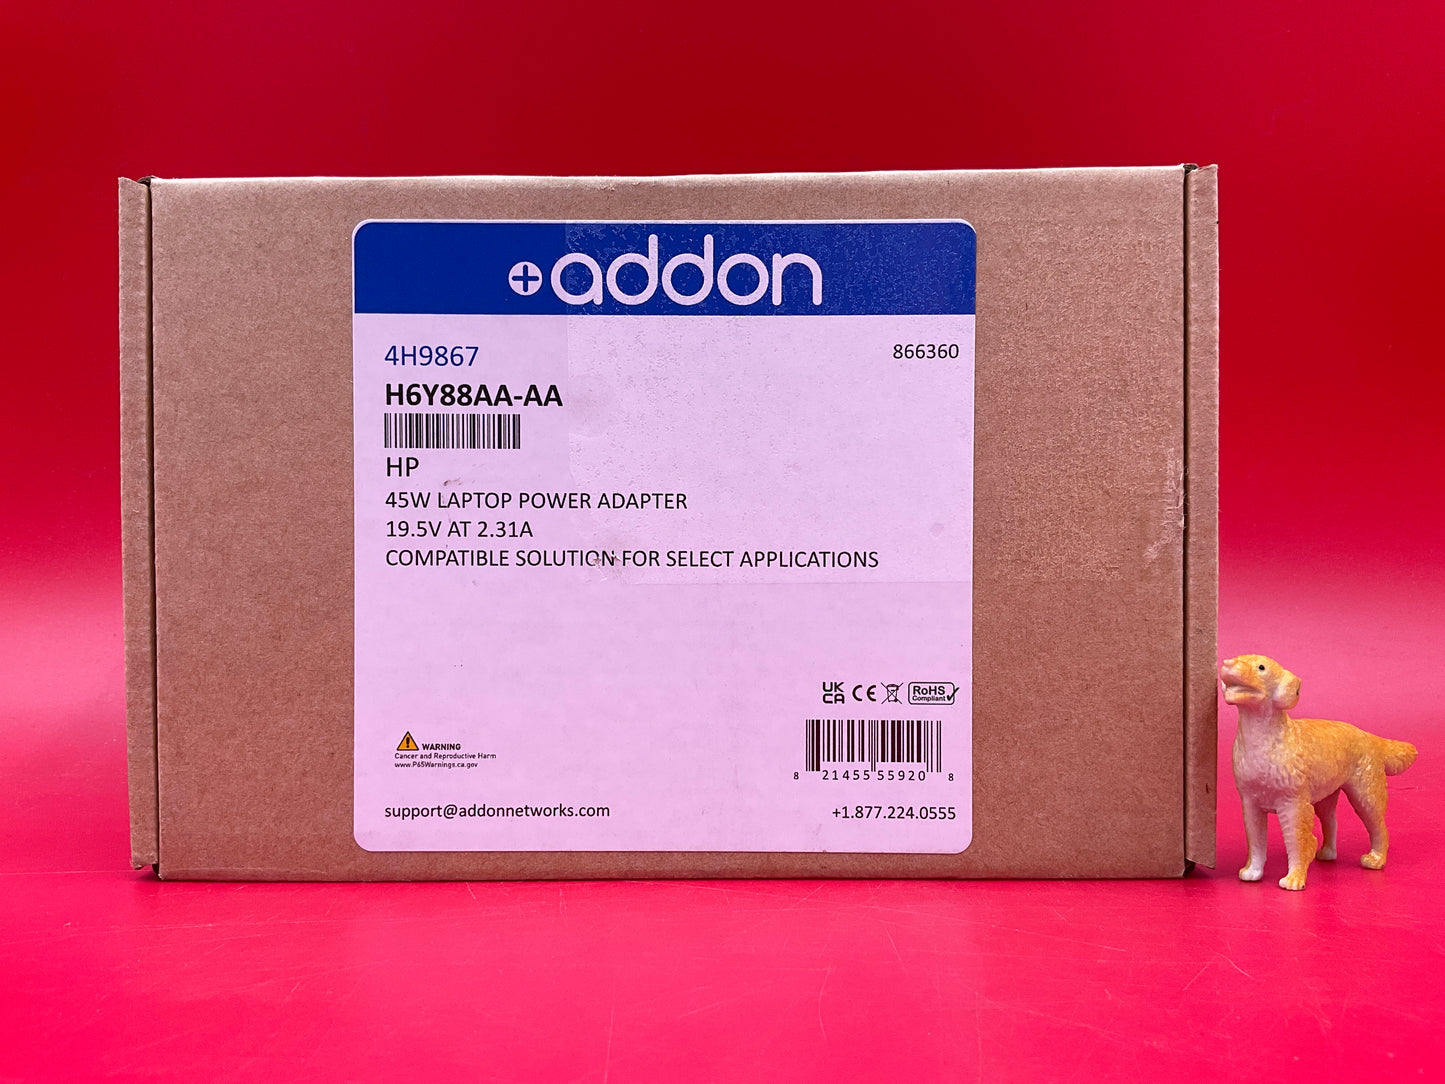 addon
4H9867
866360
H6Y88AA-AA
HP
45W LAPTOP POWER ADAPTER
19.5V AT 2.31A
COMPATIBLE SOLUTION FOR SELECT APPLICATIONS
UK CA CE RoHS Compliant
WARNING
Cancer and Reproductive Harm
www.P65Warnings.ca.gov
8 21455 55920 8
support@addonnetworks.com
+1.877.224.0555